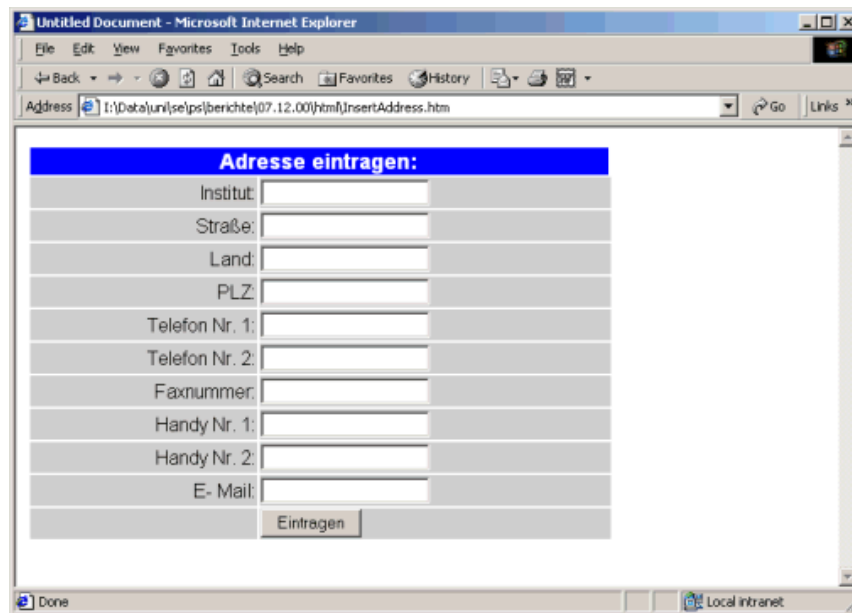 Untitled Document - Microsoft Internet Explorer
File Edit View Favorites Tools Help
Back Search Favorites History
Address I:\Data\uni\se\ps\berichte\07.12.00\html\InsertAddress.htm Go Links »
Adresse eintragen:
Institut:
Straße:
Land:
PLZ:
Telefon Nr. 1:
Telefon Nr. 2:
Faxnummer:
Handy Nr. 1:
Handy Nr. 2:
E- Mail:
Eintragen
Done Local intranet